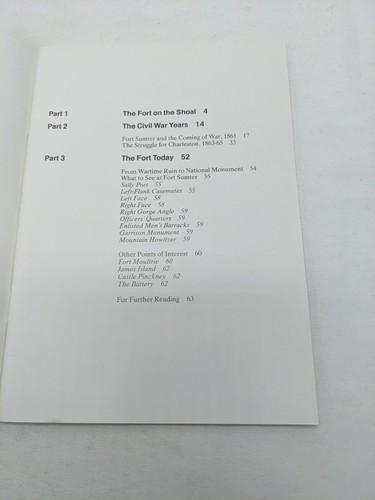 Part 1 The Fort on the Shoal 4
Part 2 The Civil War Years 14
Fort Sumter and the Coming of War, 1861 17
The Struggle for Charleston, 1863-65 33
Part 3 The Fort Today 52
From Wartime Ruin to National Monument 54
What to See at Fort Sumter 55
Sally Port 55
Left-Flank Casemates 55
Left Face 58
Right Face 58
Right Gorge Angle 59
Officers' Quarters 59
Enlisted Men's Barracks 59
Garrison Monument 59
Mountain Howitzer 59
Other Points of Interest 60
Fort Moultrie 60
James Island 62
Castle Pinckney 62
The Battery 62
For Further Reading 63